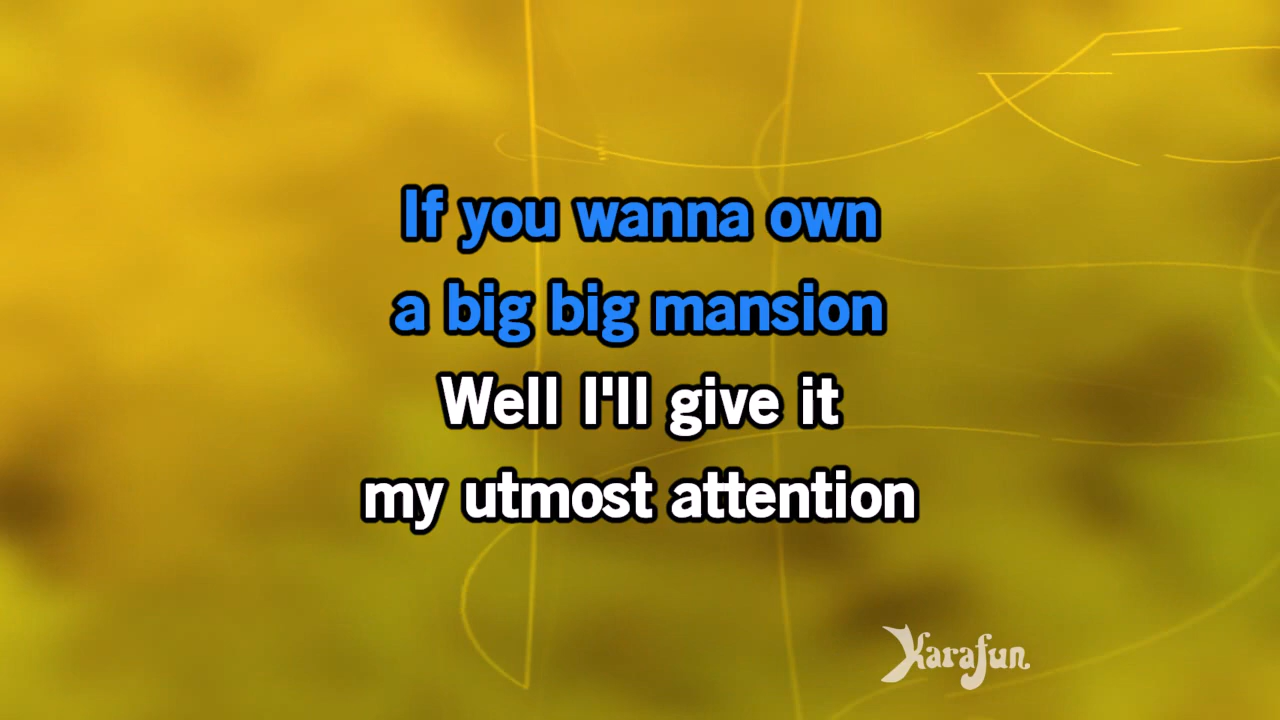 If you wanna own
a big big mansion
Well I'll give it
my utmost attention
Karafun